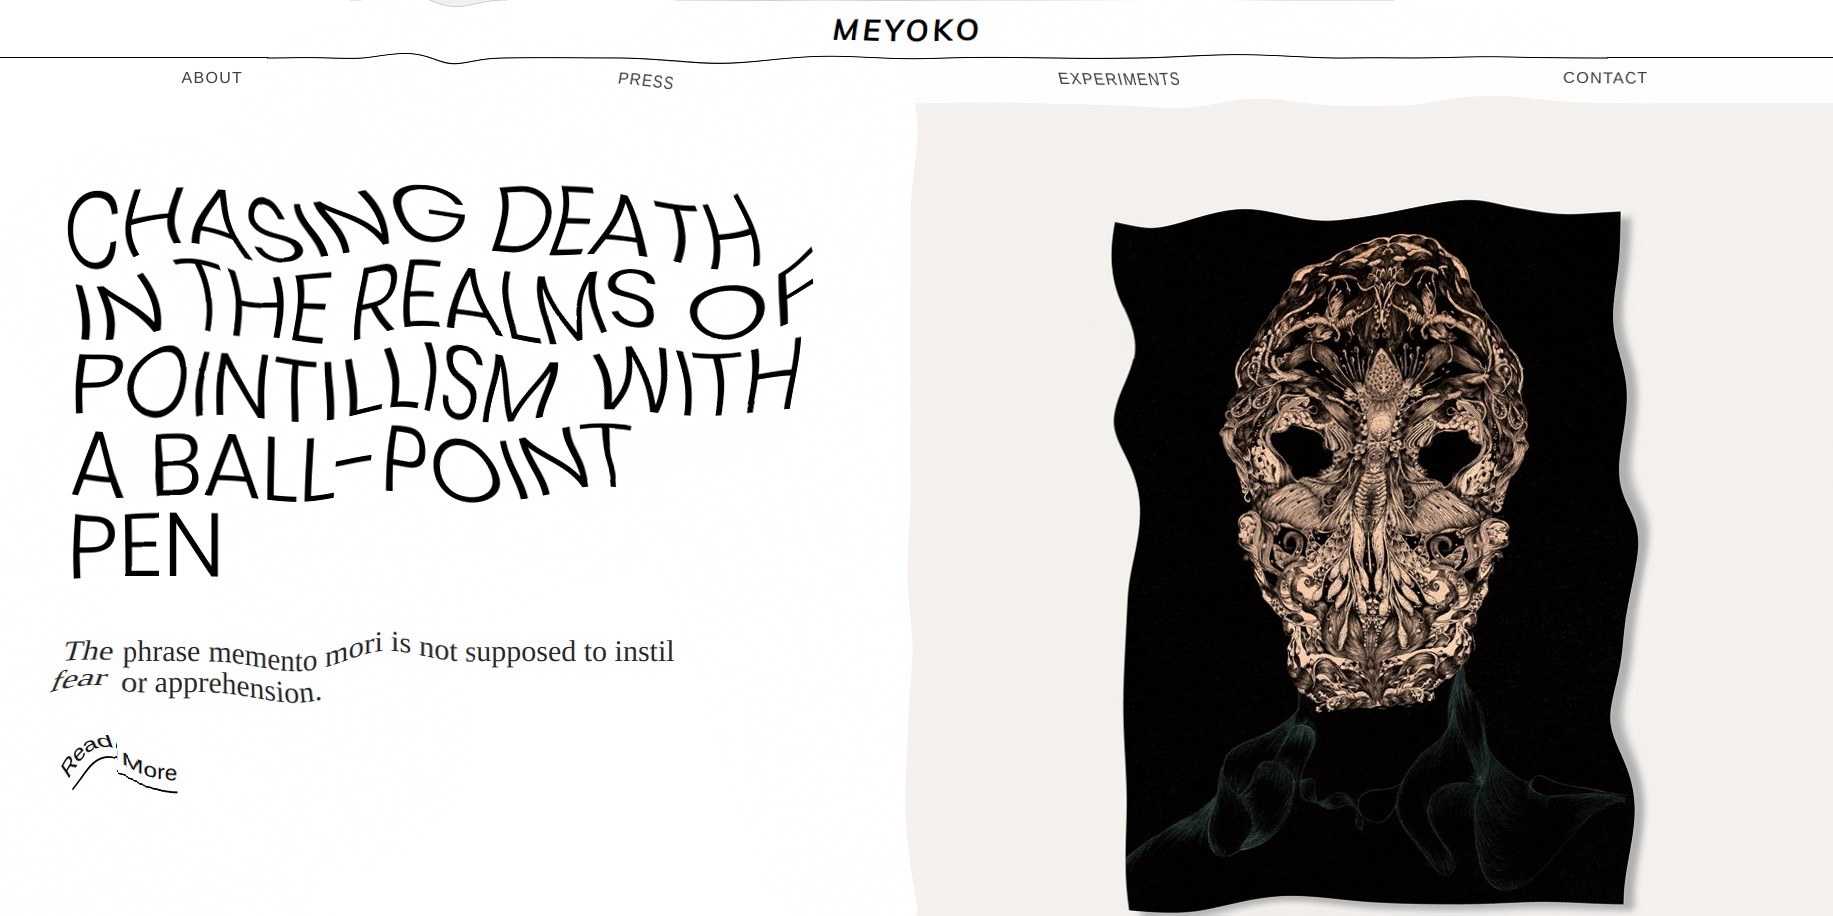 MEYOKO
ABOUT
PRESS
EXPERIMENTS
CONTACT
CHASING DEATH
IN THE REALMS OF
POINTILLISM WITH
A BALL-POINT
PEN
The phrase memento mori is not supposed to instil
fear or apprehension.
Read More